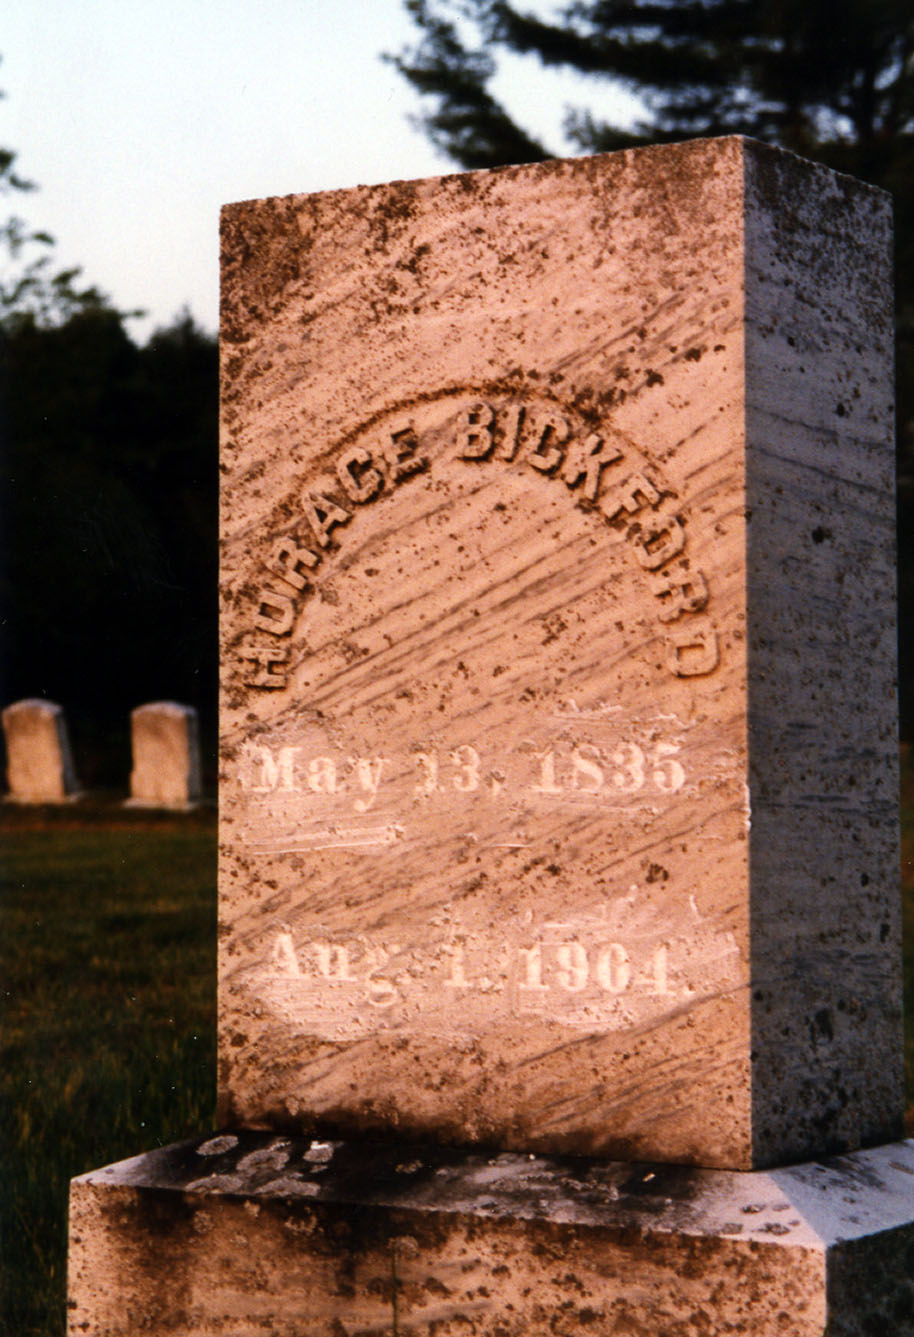 HORACE BICKFORD
May 13, 1835
Aug. 1, 1904.